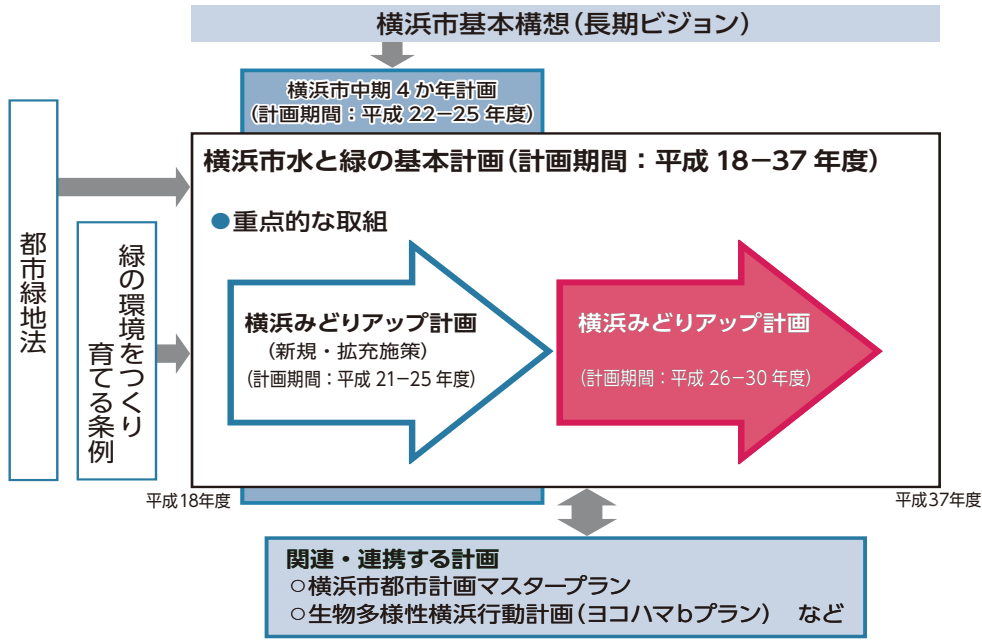 横浜市基本構想(長期ビジョン)
横浜市中期4か年計画
(計画期間:平成 22−25 年度)
都市緑地法
緑の環境をつくり
育てる条例
横浜市水と緑の基本計画(計画期間:平成 18−37 年度)
●重点的な取組
横浜みどりアップ計画
(新規・拡充施策)
(計画期間:平成 21−25 年度)
横浜みどりアップ計画
(計画期間:平成 26−30 年度)
平成18年度
平成37年度
関連・連携する計画
○横浜市都市計画マスタープラン
○生物多様性横浜行動計画(ヨコハマbプラン) など